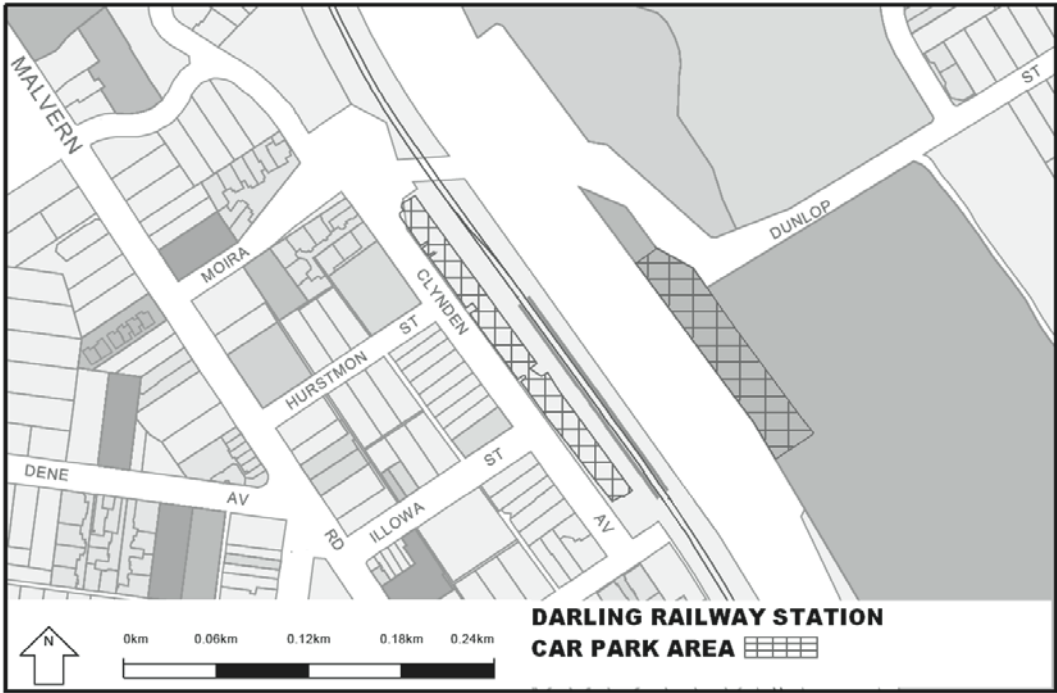 MALVERN
ST
DUNLOP
MOIRA
CLYNDEN
HURSTMON ST
DENE AV
ILLOWA ST
RD
AV
N
0km 0.06km 0.12km 0.18km 0.24km
DARLING RAILWAY STATION
CAR PARK AREA